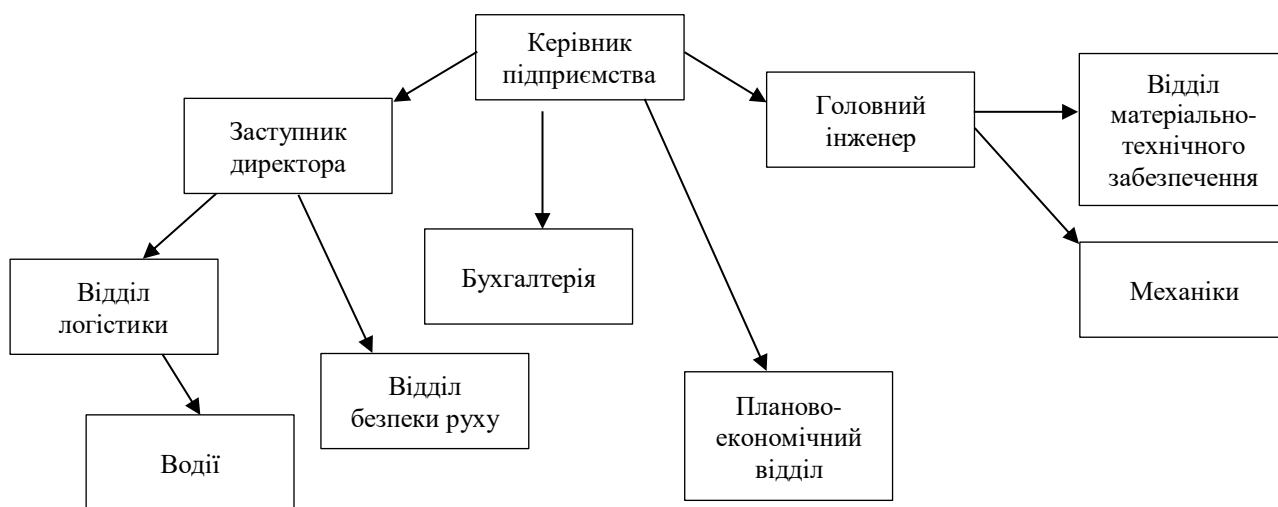 Керівник
підприємства
Заступник
директора
Головний
інженер
Відділ
матеріально-
технічного
забезпечення
Відділ
логістики
Бухгалтерія
Механіки
Відділ
безпеки руху
Планово-
економічний
відділ
Водії